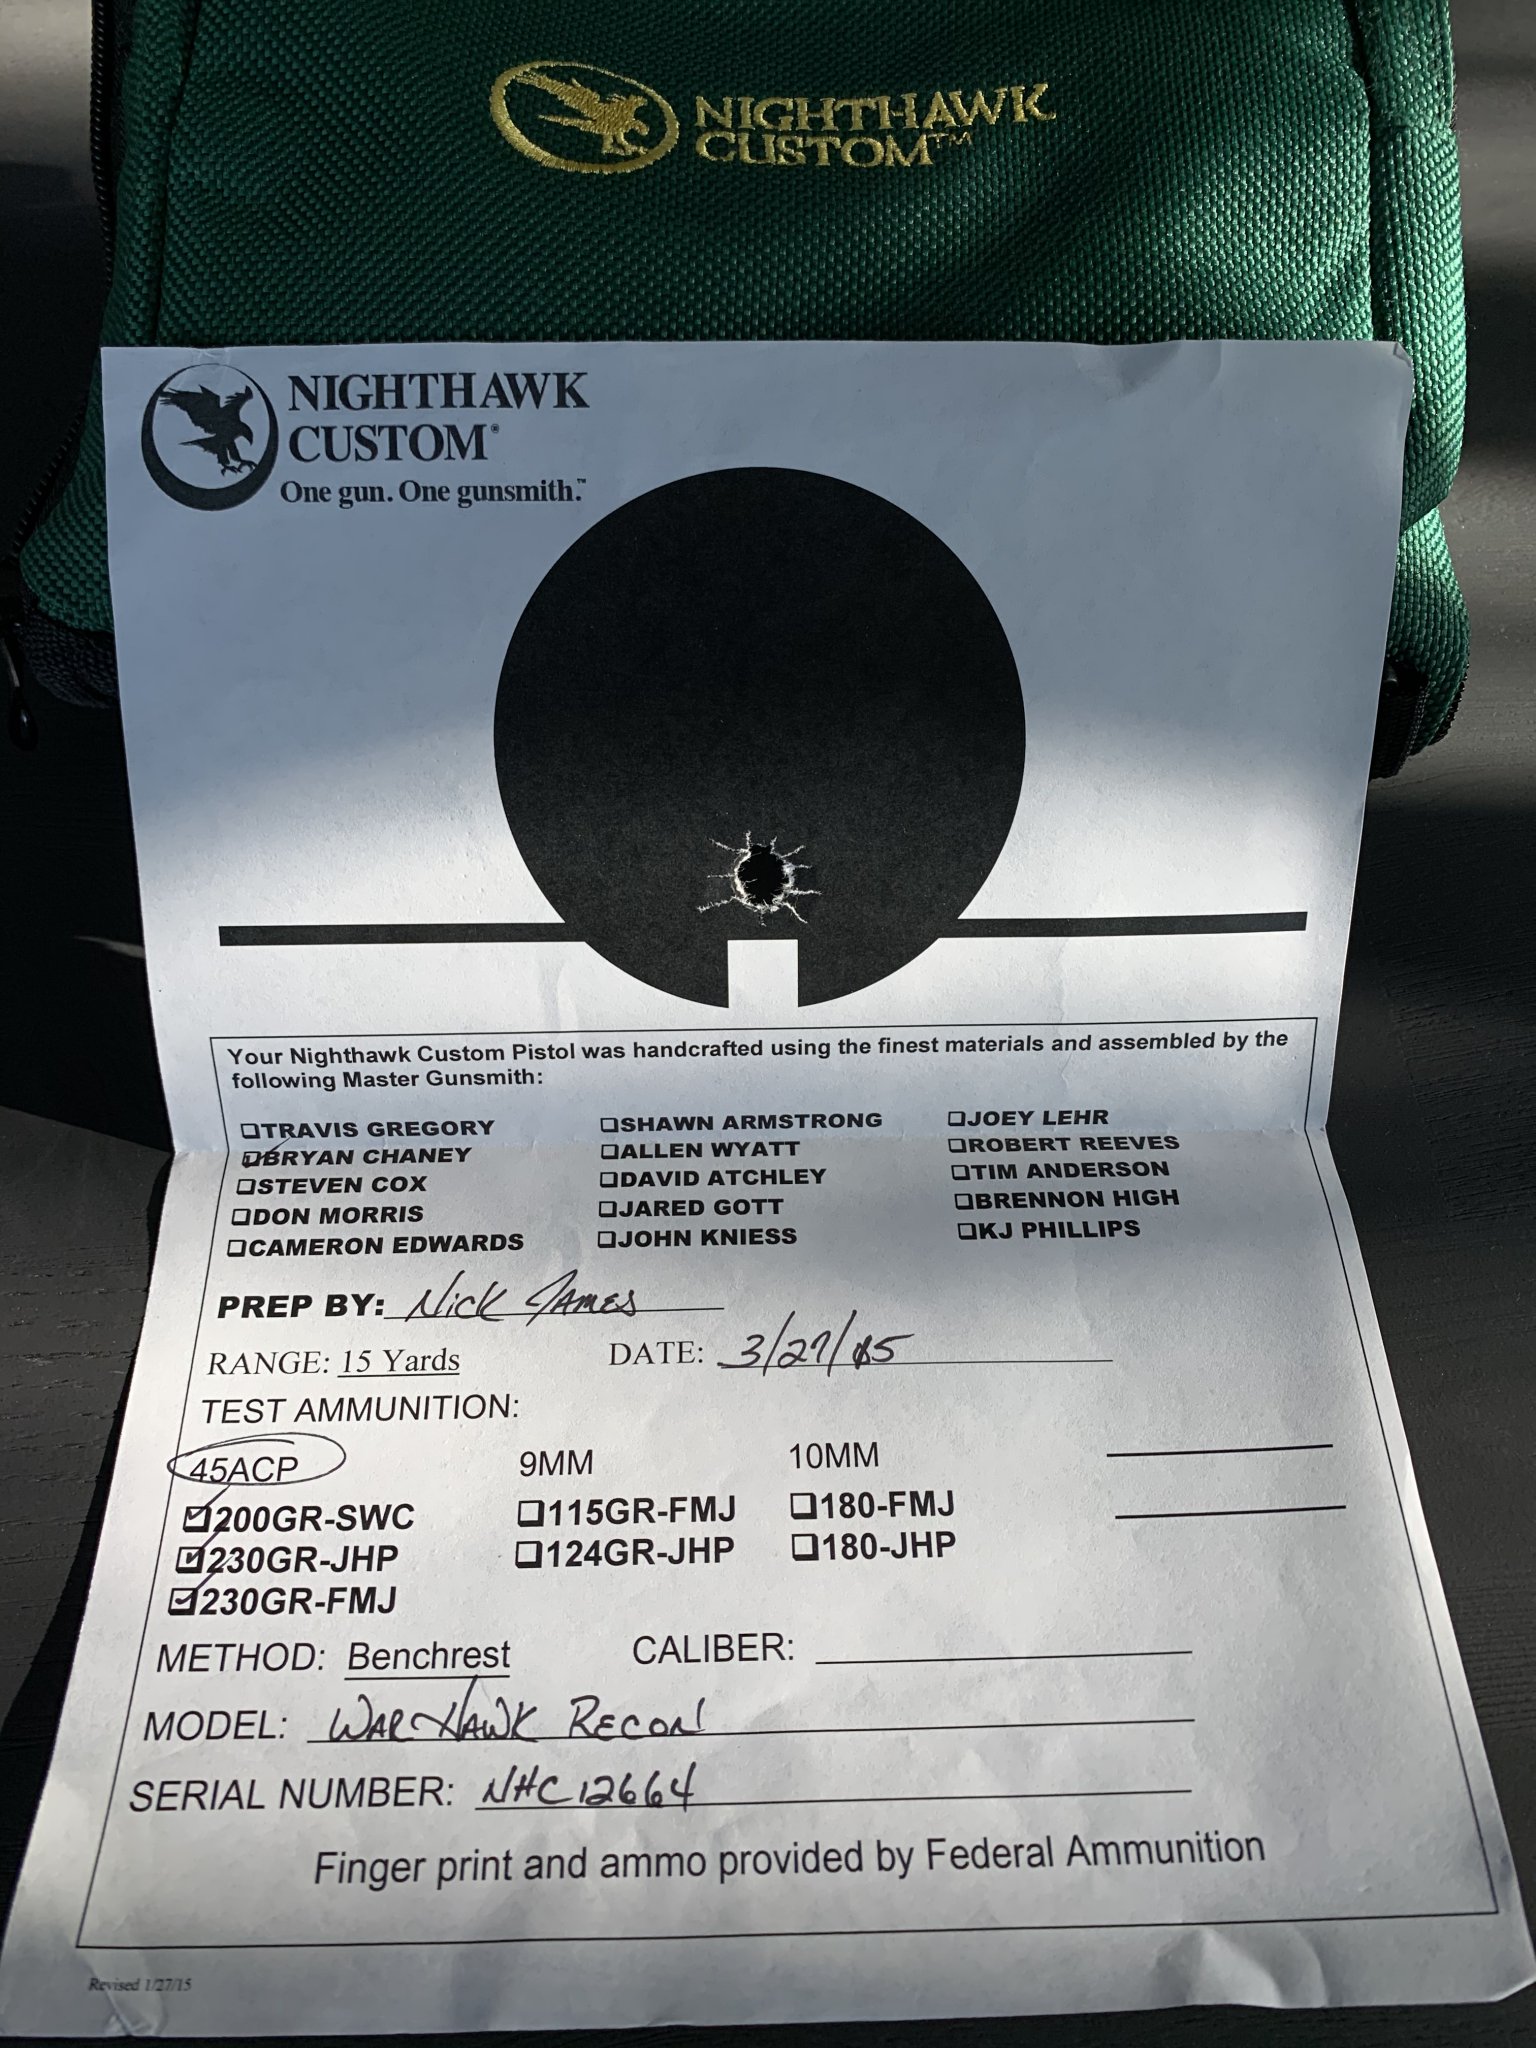 NIGHTHAWK
CUSTOM™
NIGHTHAWK
CUSTOM®
One gun. One gunsmith.™
Your Nighthawk Custom Pistol was handcrafted using the finest materials and assembled by the
following Master Gunsmith:
☐TRAVIS GREGORY ☐SHAWN ARMSTRONG ☐JOEY LEHR
☑BRYAN CHANEY ☐ALLEN WYATT ☐ROBERT REEVES
☐STEVEN COX ☐DAVID ATCHLEY ☐TIM ANDERSON
☐DON MORRIS ☐JARED GOTT ☐BRENNON HIGH
☐CAMERON EDWARDS ☐JOHN KNIESS ☐KJ PHILLIPS
PREP BY: Nick James
RANGE: 15 Yards DATE: 3/27/15
TEST AMMUNITION:
45ACP 9MM 10MM
☑200GR-SWC ☐115GR-FMJ ☐180-FMJ
☑230GR-JHP ☐124GR-JHP ☐180-JHP
☑230GR-FMJ
METHOD: Benchrest CALIBER:
MODEL: WARHAWK RECON
SERIAL NUMBER: NHC12664
Finger print and ammo provided by Federal Ammunition
Revised 1/27/15